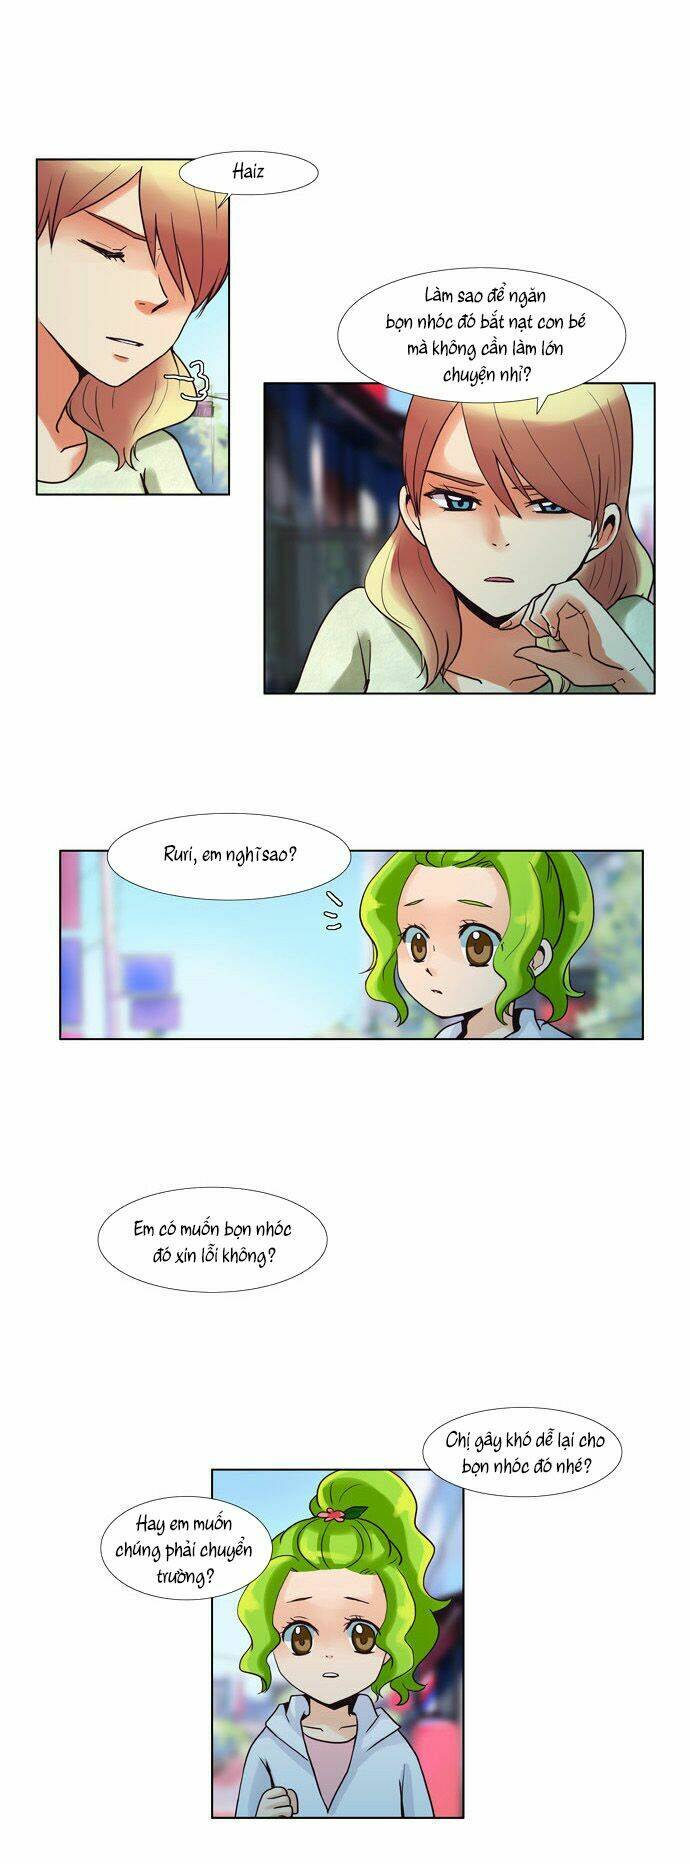 Haiz
Làm sao để ngăn
bọn nhóc đó bắt nạt con bé
mà không cần làm lớn
chuyện nhỉ?
Ruri, em nghĩ sao?
Em có muốn bọn nhóc
đó xin lỗi không?
Chị gây khó dễ lại cho
bọn nhóc đó nhé?
Hay em muốn
chúng phải chuyển
trường?